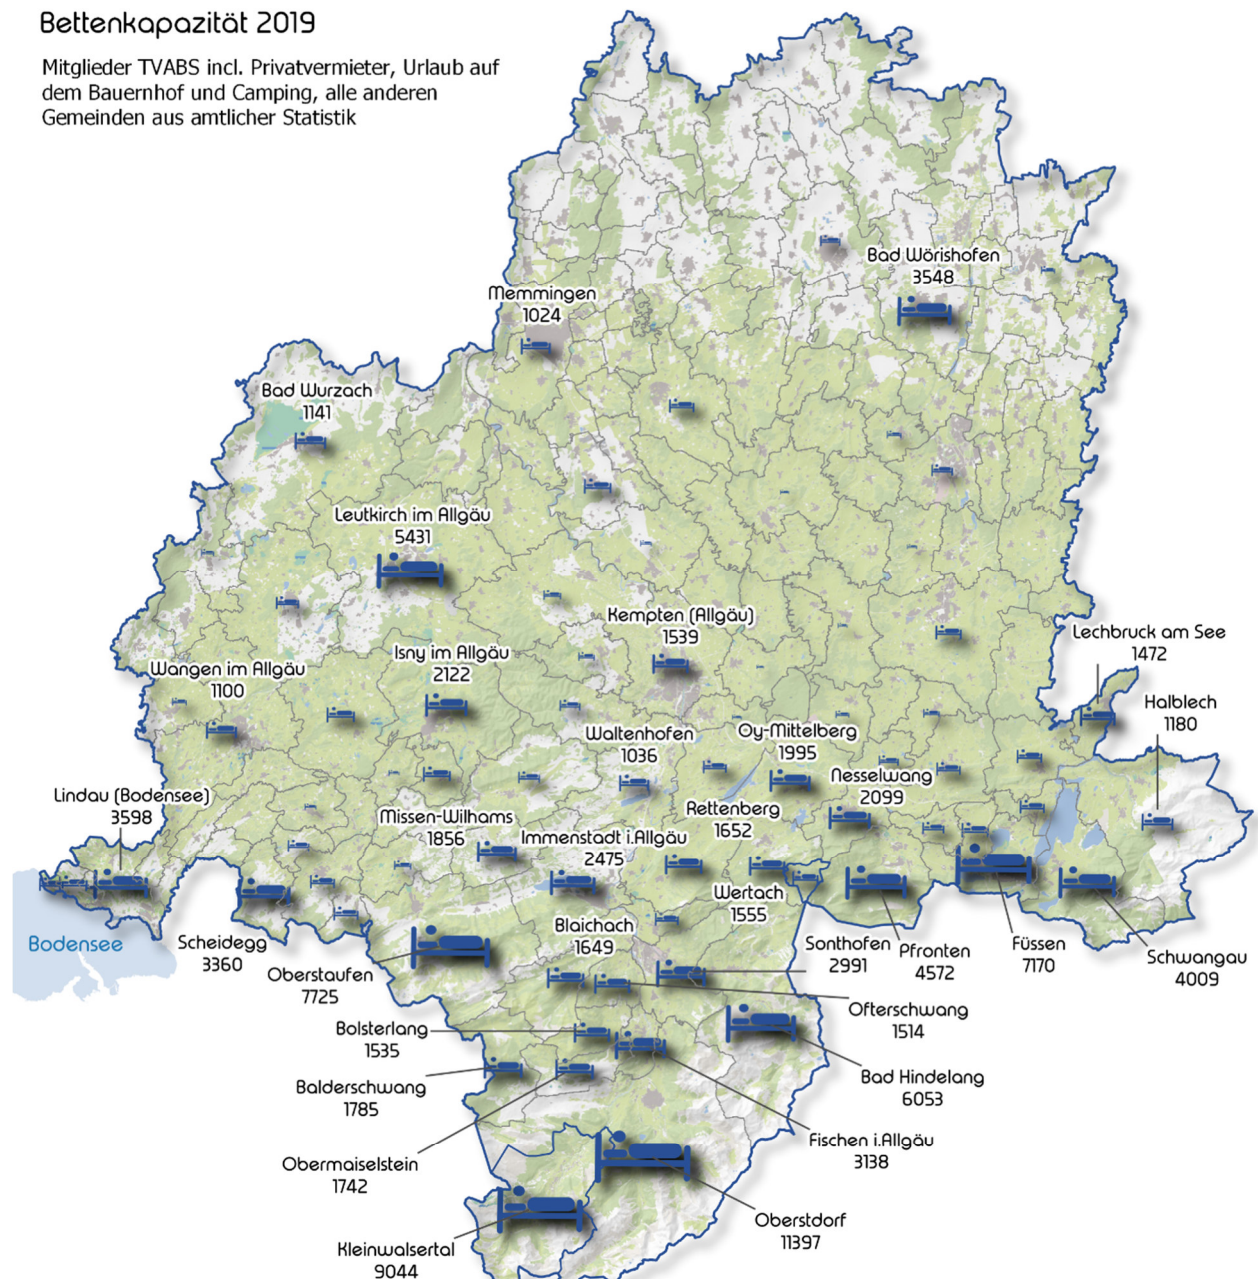 Bettenkapazität 2019
Mitglieder TVABS incl. Privatvermieter, Urlaub auf
dem Bauernhof und Camping, alle anderen
Gemeinden aus amtlicher Statistik
Bad Wörishofen
3548
Memmingen
1024
Bad Wurzach
1141
Leutkirch im Allgäu
5431
Kempten (Allgäu)
1539
Lechbruck am See
1472
Isny im Allgäu
2122
Wangen im Allgäu
1100
Halblech
1180
Waltenhofen
1036
Oy-Mittelberg
1995
Nesselwang
2099
Lindau (Bodensee)
3598
Missen-Wilhams
1856
Rettenberg
1652
Immenstadt i.Allgäu
2475
Wertach
1555
Blaichach
1649
Bodensee
Scheidegg
3360
Oberstaufen
7725
Sonthofen
2991
Pfronten
4572
Füssen
7170
Schwangau
4009
Ofterschwang
1514
Bolsterlang
1535
Balderschwang
1785
Bad Hindelang
6053
Fischen i.Allgäu
3138
Obermaiselstein
1742
Oberstdorf
11397
Kleinwalsertal
9044